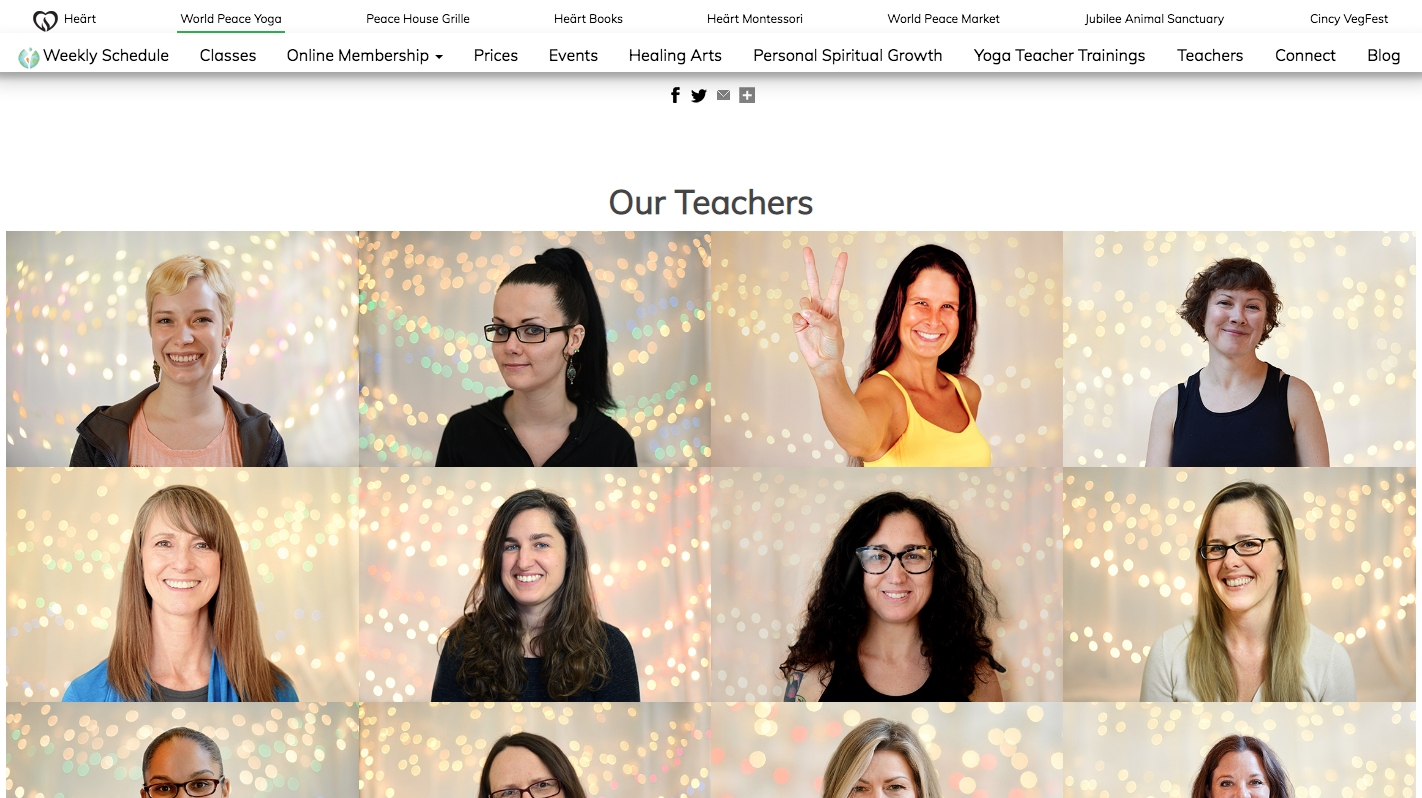 Heärt World Peace Yoga Peace House Grille Heärt Books Heärt Montessori World Peace Market Jubilee Animal Sanctuary Cincy VegFest
Weekly Schedule Classes Online Membership Prices Events Healing Arts Personal Spiritual Growth Yoga Teacher Trainings Teachers Connect Blog
Our Teachers